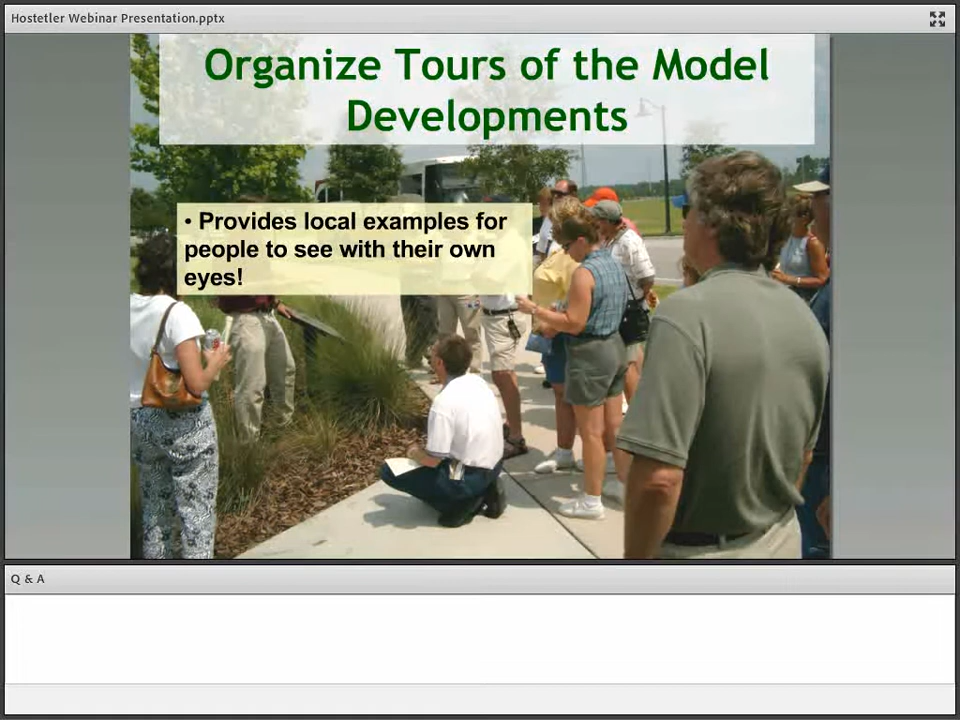 Hostetler Webinar Presentation.pptx
Organize Tours of the Model
Developments
• Provides local examples for
people to see with their own
eyes!
Q & A